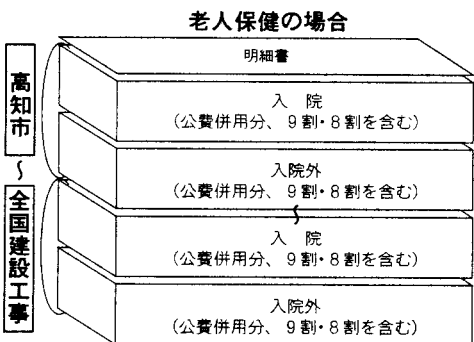 老人保健の場合
明細書
入 院
(公費併用分、9割・8割を含む)
入院外
(公費併用分、9割・8割を含む)
入 院
(公費併用分、9割・8割を含む)
入院外
(公費併用分、9割・8割を含む)
高知市
~
全国建設工事